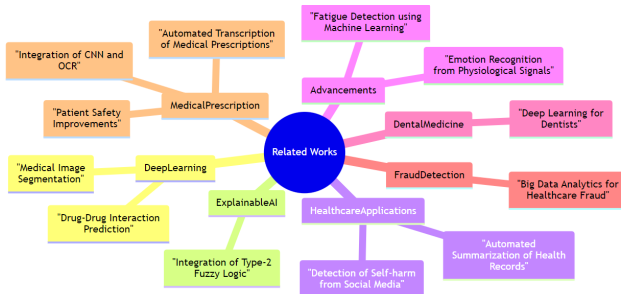 "Fatigue Detection using
Machine Learning"
"Automated Transcription
of Medical Prescriptions"
"Integration of CNN and
OCR"
"Emotion Recognition
from Physiological Signals"
Advancements
MedicalPrescription
"Patient Safety
Improvements"
DentalMedicine
"Deep Learning for
Dentists"
Related Works
"Medical Image
Segmentation"
DeepLearning
FraudDetection
"Big Data Analytics for
Healthcare Fraud"
ExplainableAI
HealthcareApplications
"Drug-Drug Interaction
Prediction"
"Integration of Type-2
Fuzzy Logic"
"Detection of Self-harm
from Social Media"
"Automated
Summarization of Health
Records"